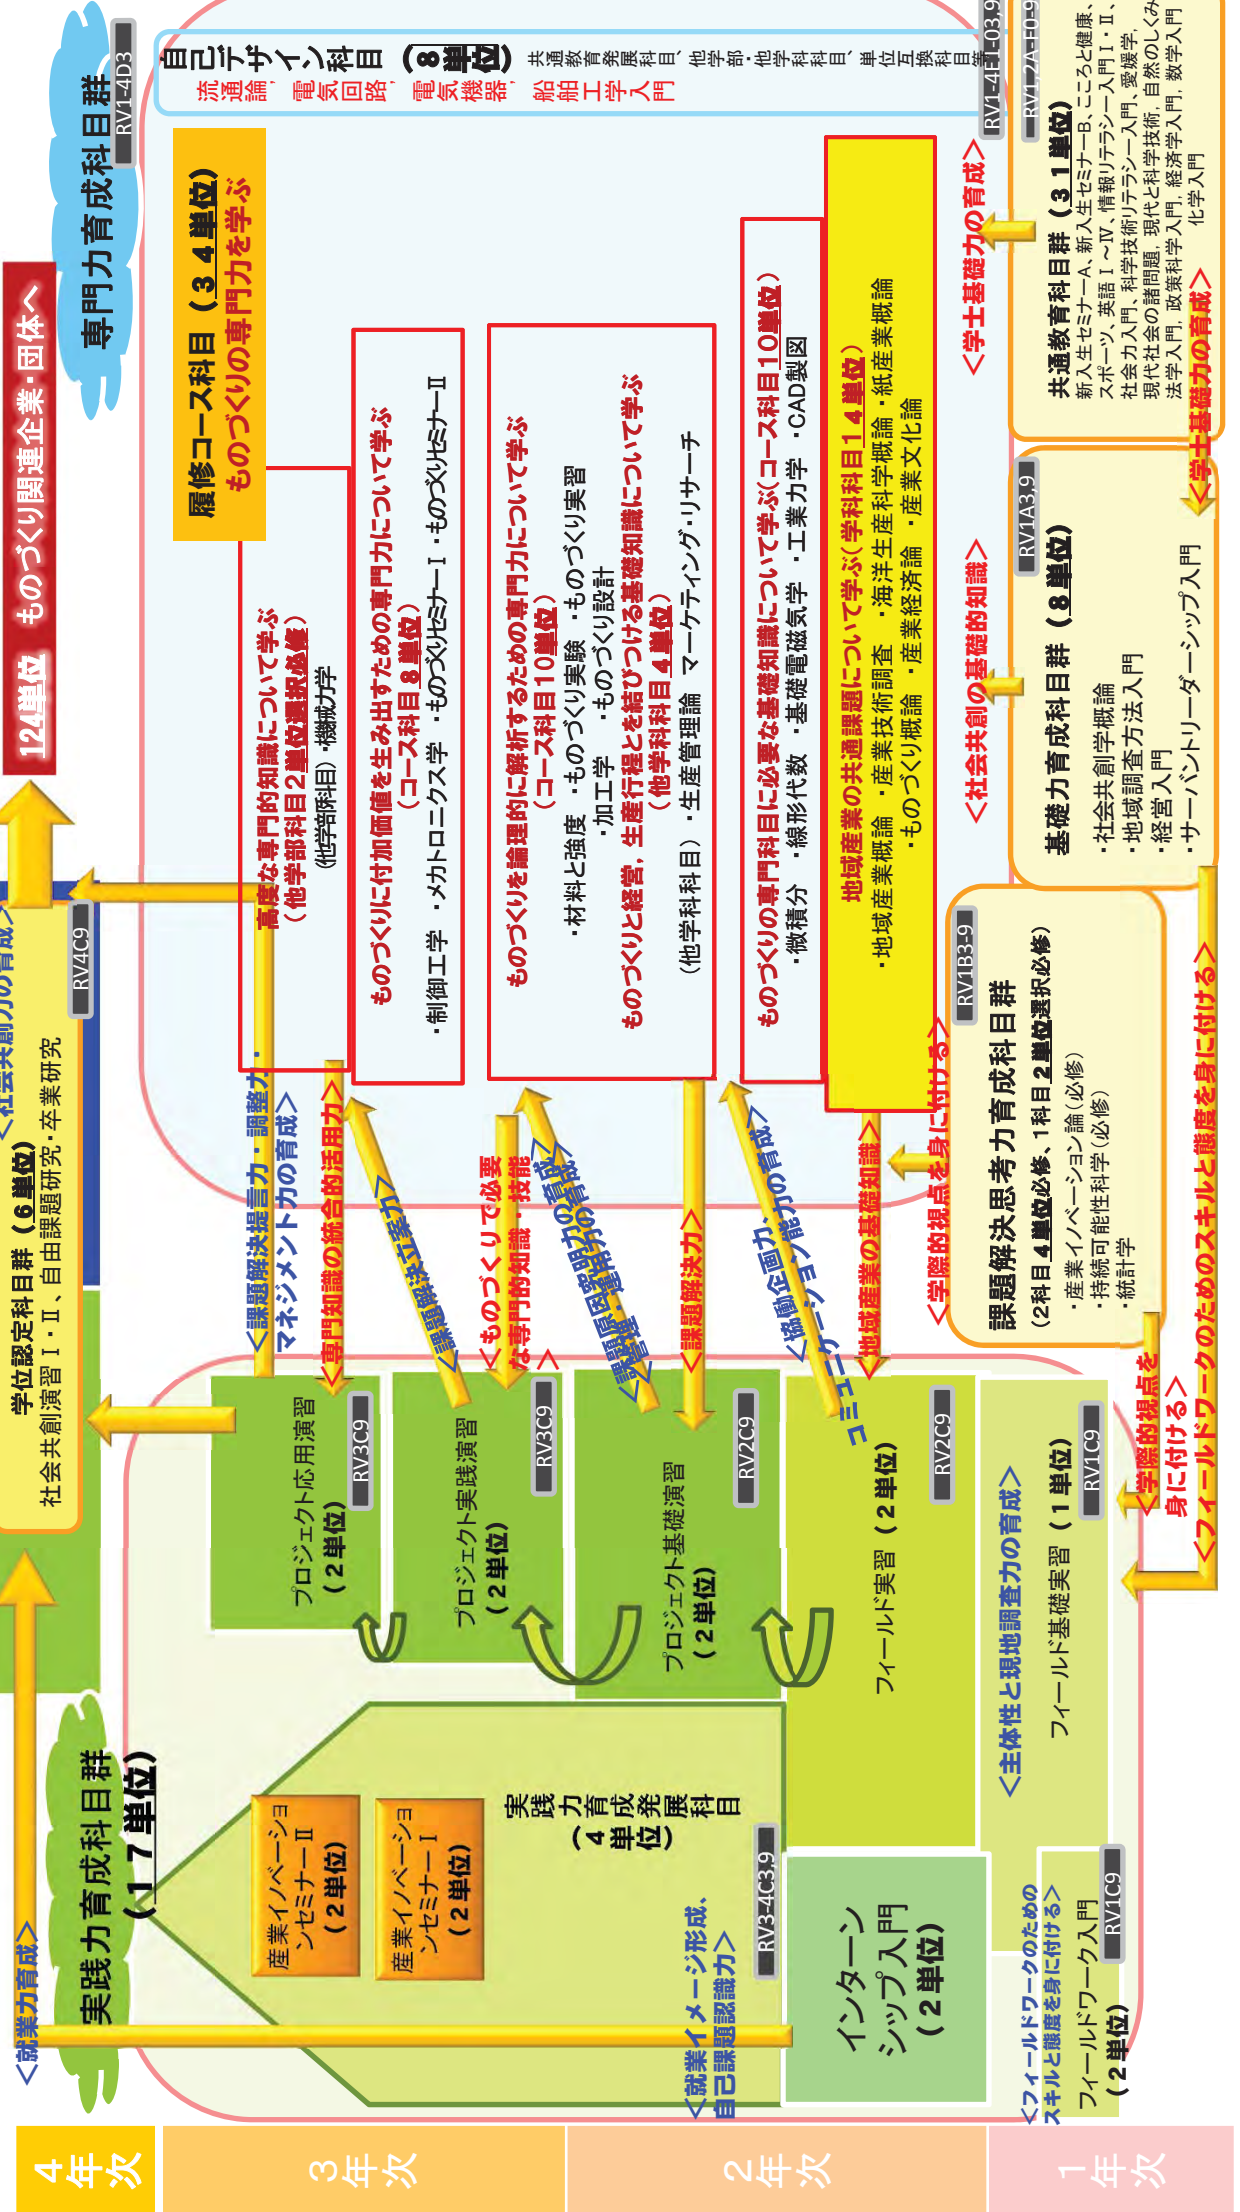 4年次
3年次
2年次
1年次
<就業力育成>
実践力育成科目群
(17単位)
産業イノベーショ
ンセミナーⅡ
(2単位)
産業イノベーショ
ンセミナーⅠ
(2単位)
実践力育成発展科目
(4単位)
RV3-4C3,9
<就業イメージ形成、
自己課題認識力>
インターン
シップ入門
(2単位)
<フィールドワークのための
スキルと態度を身に付ける>
フィールドワーク入門
(2単位)
RV1C9
<主体性と現地調査力の育成>
フィールド基礎実習(1単位)
RV1C9
フィールド実習(2単位)
RV2C9
プロジェクト基礎演習
(2単位)
RV2C9
プロジェクト実践演習
(2単位)
RV3C9
プロジェクト応用演習
(2単位)
RV3C9
<社会共創力の育成>
学位認定科目群(6単位)
社会共創演習Ⅰ・Ⅱ、自由課題研究・卒業研究
RV4C9
124単位 ものづくり関連企業・団体へ
<課題解決提言力・調整力・
マネジメント力の育成>
<専門知識の統合的活用力>
<課題解決立案力>
<ものづくりで必要
な専門的知識・技能
>
<課題原因究明力の育成>
<管理・運用力の育成>
<課題解決力>
<協働企画力、
コミュニケーション能力の育成>
<地域産業の基礎知識>
<学際的視点を身に付ける>
<学際的視点を
身に付ける>
<フィールドワークのためのスキルと態度を身に付ける>
専門力育成科目群
RV1-4D3
自己デザイン科目(8単位)共通教育発展科目、他学部・他学科科目、単位互換科目等
流通論, 電気回路, 電気機器, 船舶工学入門
RV1-4E1-03,9
履修コース科目(34単位)
ものづくりの専門力を学ぶ
高度な専門的知識について学ぶ
(他学部科目2単位選択必修)
(他学部科目)・機械力学
ものづくりに付加価値を生み出すための専門力について学ぶ
(コース科目8単位)
・制御工学 ・メカトロニクス学 ・ものづくりセミナーⅠ ・ものづくりセミナーⅡ
ものづくりを論理的に解析するための専門力について学ぶ
(コース科目10単位)
・材料と強度 ・ものづくり実験 ・ものづくり実習
・加工学 ・ものづくり設計
ものづくりと経営, 生産行程とを結びつける基礎知識について学ぶ
(他学科科目4単位)
(他学科科目)・生産管理論 マーケティング・リサーチ
ものづくりの専門科目に必要な基礎知識について学ぶ(コース科目10単位)
・微積分 ・線形代数 ・基礎電磁気学 ・工業力学 ・CAD製図
地域産業の共通課題について学ぶ(学科科目14単位)
・地域産業概論 ・産業技術調査 ・海洋生産科学概論 ・紙産業概論
・ものづくり概論 ・産業経済論 ・産業文化論
課題解決思考力育成科目群
RV1B3-9
(2科目4単位必修、1科目2単位選択必修)
・産業イノベーション論(必修)
・持続可能性科学(必修)
・統計学
<社会共創の基礎的知識>
基礎力育成科目群(8単位)
RV1A3,9
・社会共創学概論
・地域調査方法入門
・経営入門
・サーバントリーダーシップ入門
<学士基礎力の育成>
RV1,2A-10-9
共通教育科目群(31単位)
新入生セミナーA、新入生セミナーB、こころと健康、
スポーツ、英語Ⅰ～Ⅳ、情報リテラシー入門Ⅰ・Ⅱ、
社会力入門、科学技術リテラシー入門、愛媛学,
現代社会の諸問題, 現代と科学技術, 自然のしくみ
法学入門, 政策科学入門, 経済学入門, 数学入門
化学入門
<学士基礎力の育成>